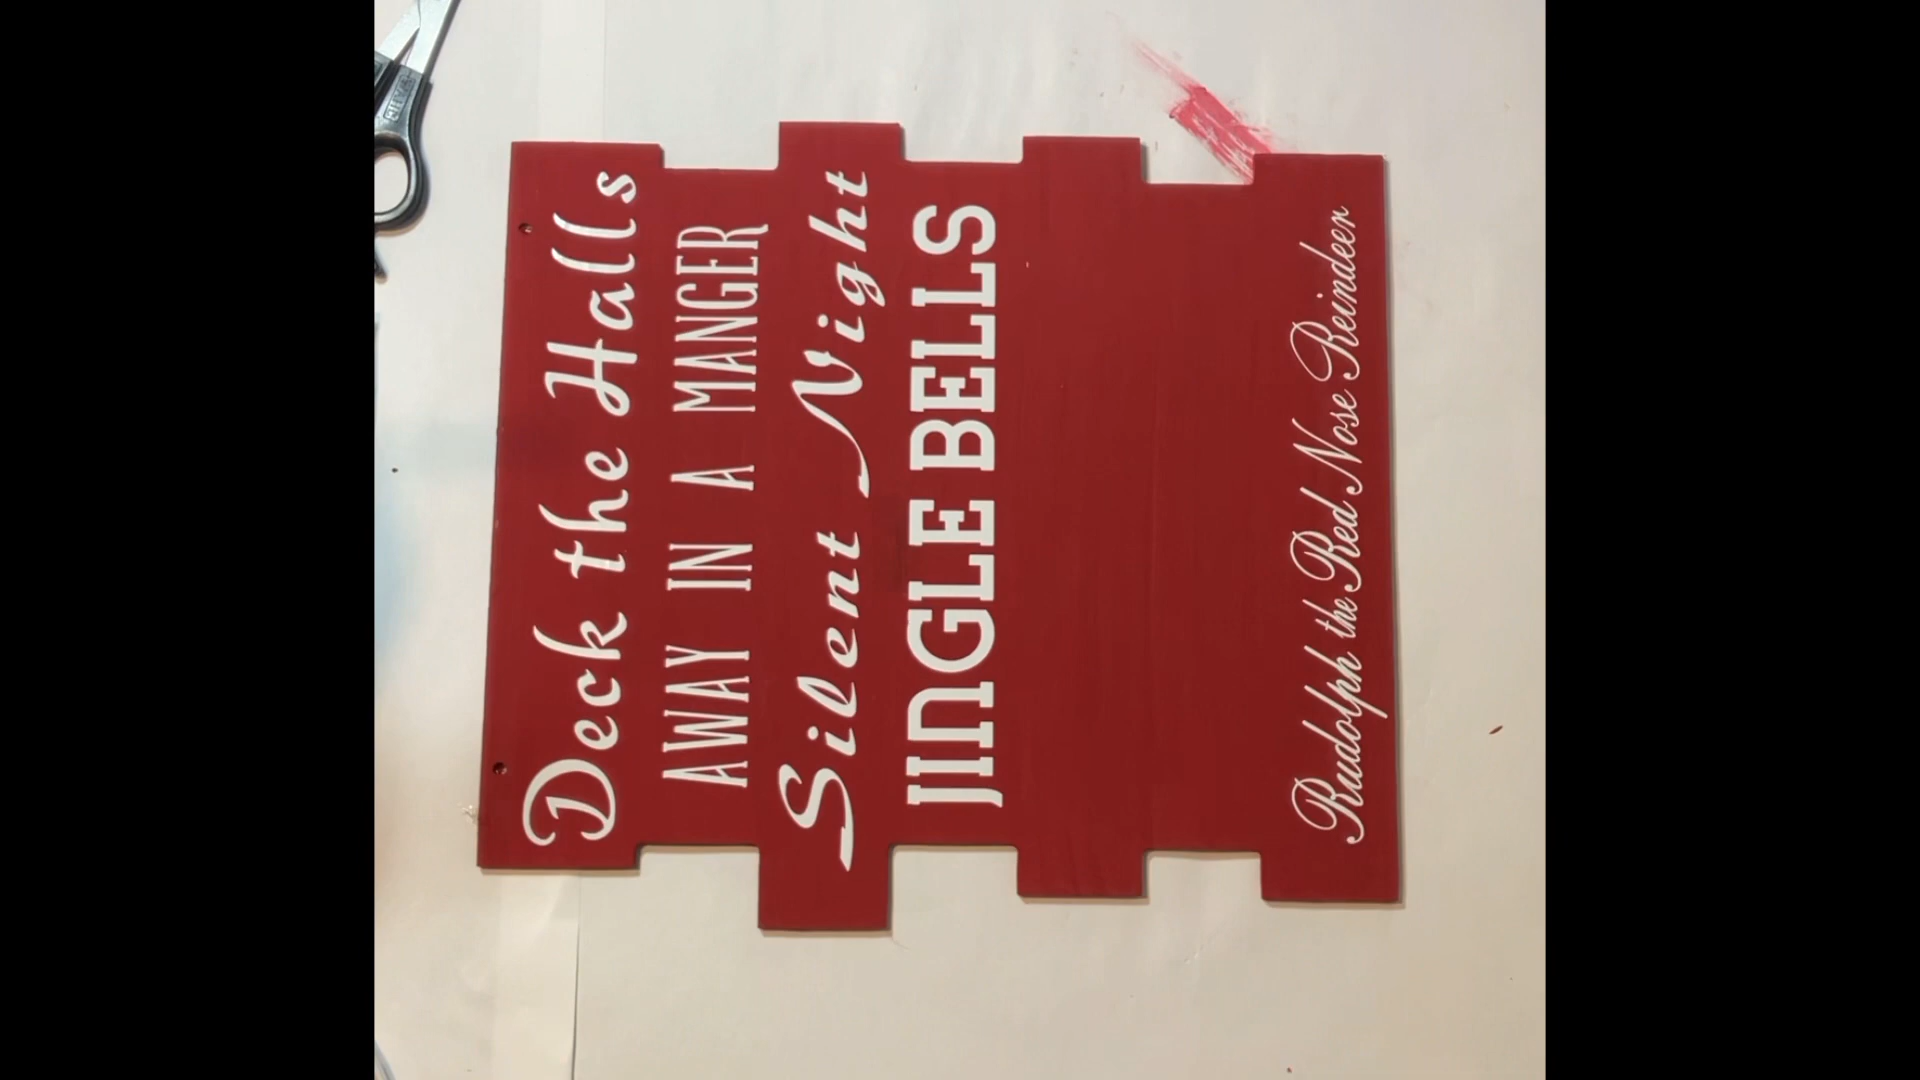 Deck the Halls
AWAY IN A MANGER
Silent Night
JINGLE BELLS
Rudolph the Red Nose Reindeer